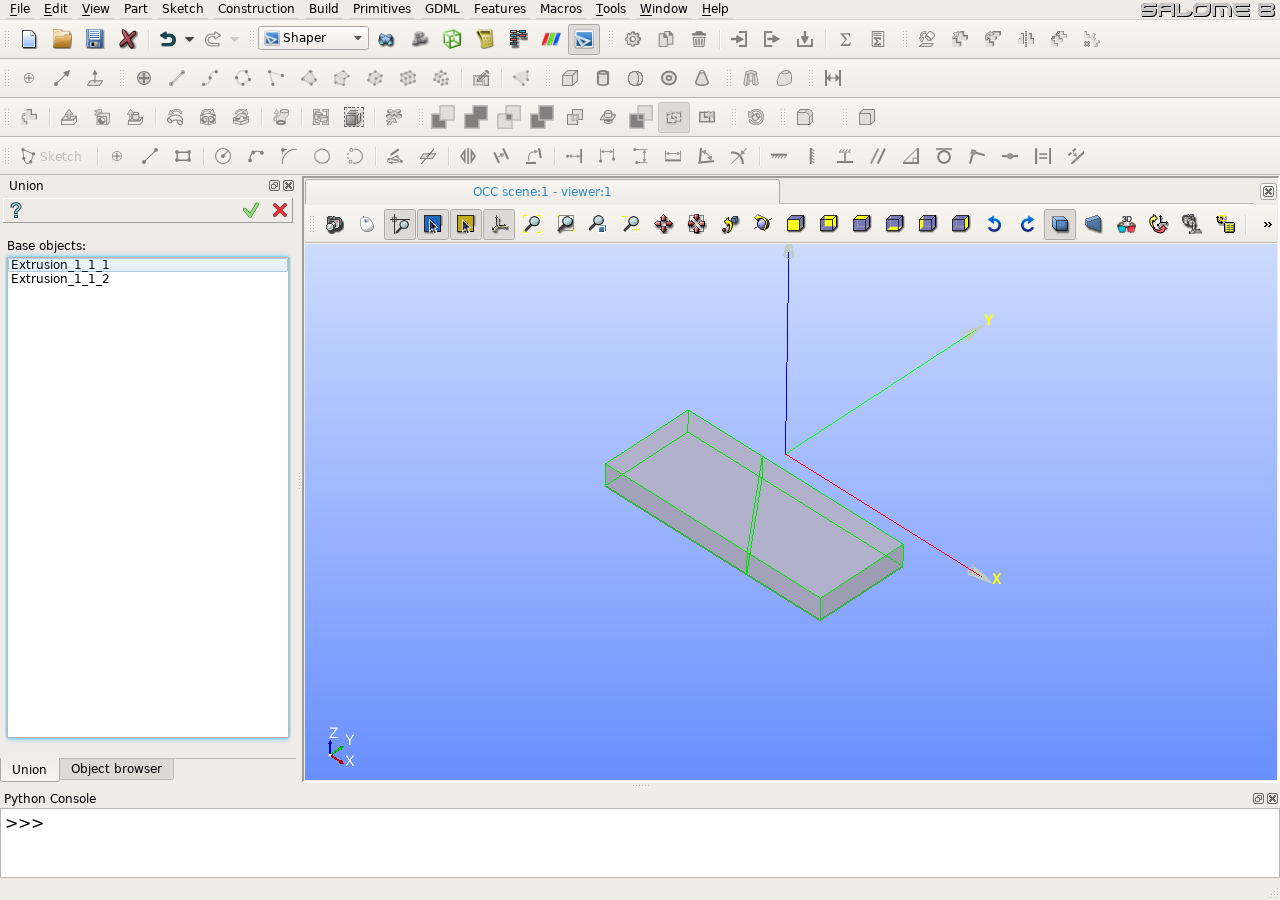 File Edit View Part Sketch Construction Build Primitives GDML Features Macros Tools Window Help
SALOME 8
Shaper
Sketch
Union
OCC scene:1 - viewer:1
?
3D
»
Base objects:
Extrusion_1_1_1
Extrusion_1_1_2
Y
X
Z
Y
X
Union Object browser
Python Console
>>>